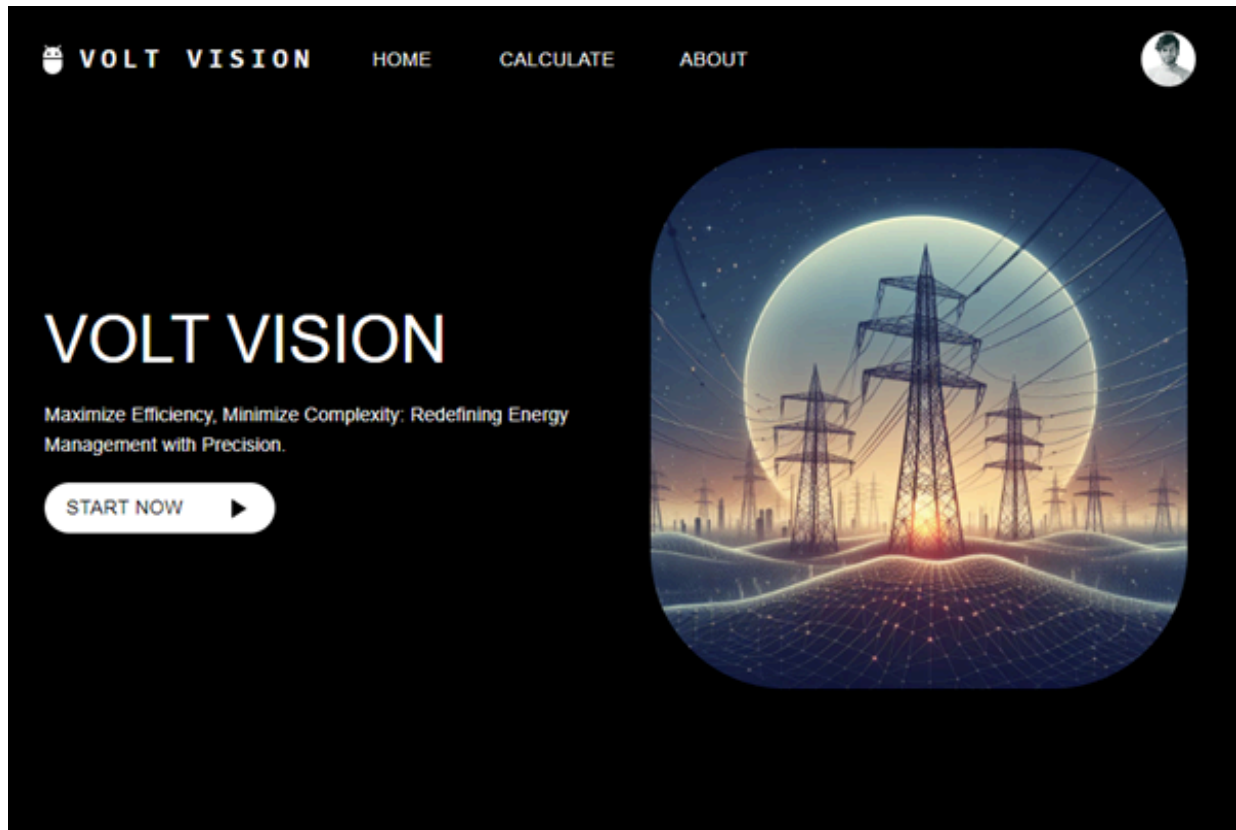 VOLT VISION HOME CALCULATE ABOUT
VOLT VISION
Maximize Efficiency, Minimize Complexity: Redefining Energy
Management with Precision.
START NOW